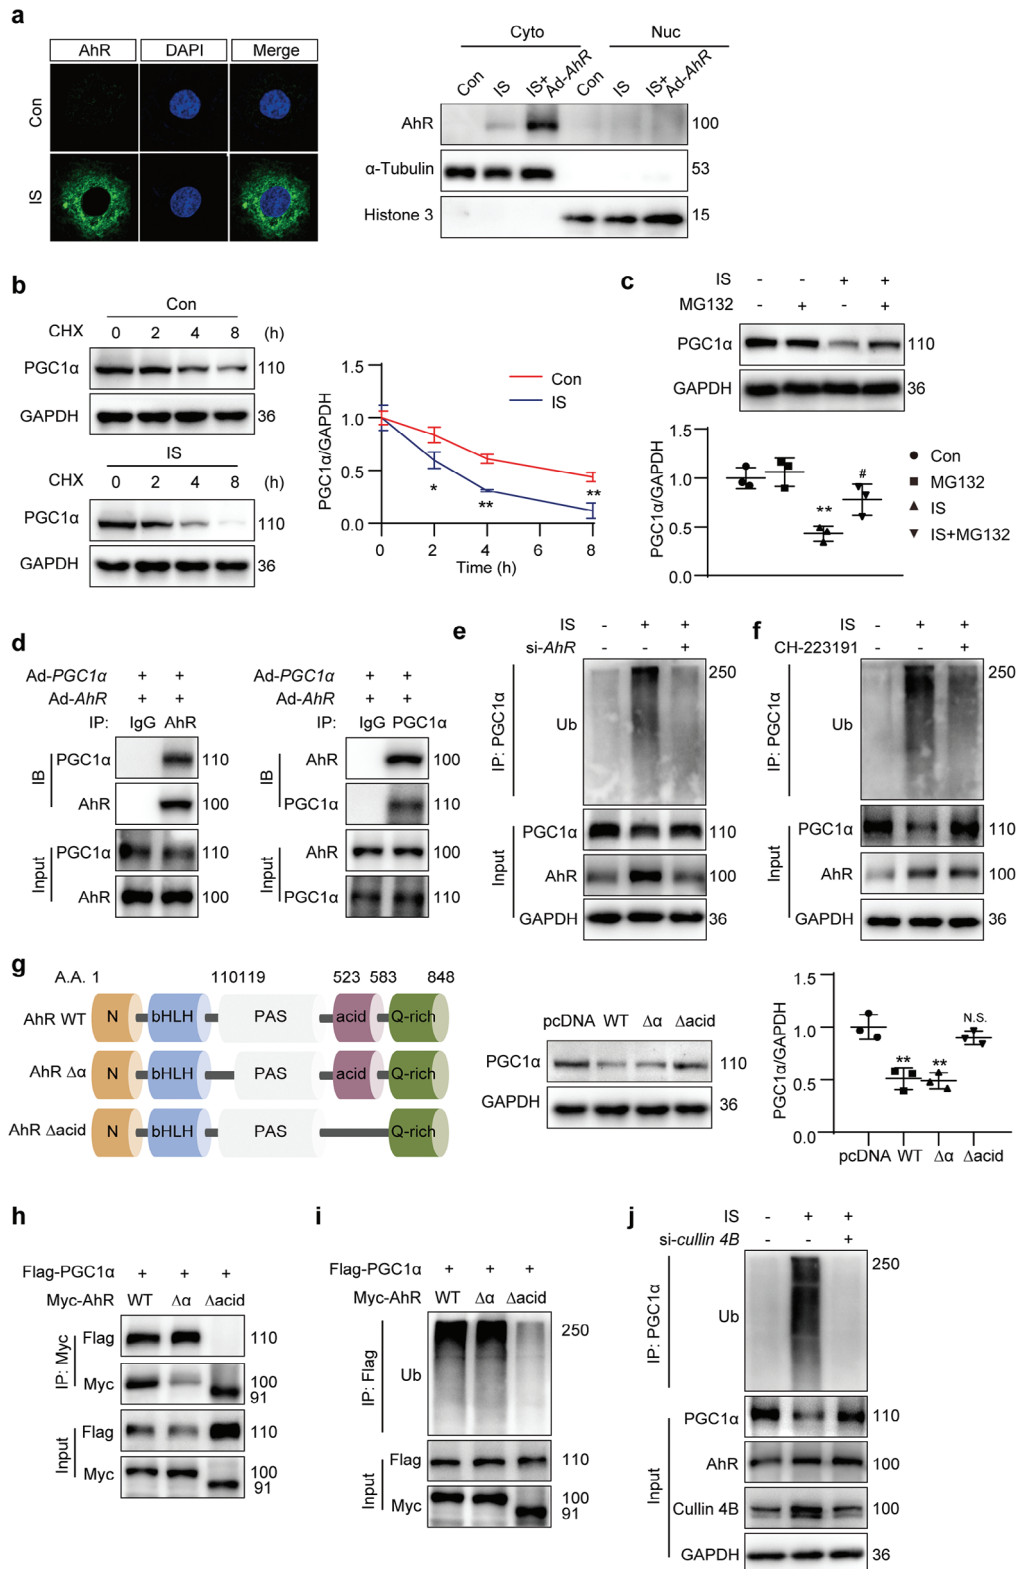 a
AhR DAPI Merge
Con
IS
Cyto Nuc
Con IS IS+ Ad-AhR Con IS IS+ Ad-AhR
AhR 100
α-Tubulin 53
Histone 3 15
b
Con
CHX 0 2 4 8 (h)
PGC1α 110
GAPDH 36
IS
CHX 0 2 4 8 (h)
PGC1α 110
GAPDH 36
PGC1α/GAPDH
1.5
1.0
0.5
0.0
Con
IS
*
**
**
0 2 4 6 8
Time (h)
c
IS - - + +
MG132 - + - +
PGC1α 110
GAPDH 36
PGC1α/GAPDH
1.5
1.0
0.5
0.0
**
#
Con
MG132
IS
IS+MG132
d
Ad-PGC1α + +
Ad-AhR + +
IP: IgG AhR
IB
PGC1α 110
AhR 100
Input
PGC1α 110
AhR 100
Ad-PGC1α + +
Ad-AhR + +
IP: IgG PGC1α
IB
AhR 100
PGC1α 110
Input
AhR 100
PGC1α 110
e
IS - + +
si-AhR - - +
IP: PGC1α
Ub 250
Input
PGC1α 110
AhR 100
GAPDH 36
f
IS - + +
CH-223191 - - +
IP: PGC1α
Ub 250
Input
PGC1α 110
AhR 100
GAPDH 36
g
A.A. 1 110119 523 583 848
AhR WT N bHLH PAS acid Q-rich
AhR Δα N bHLH PAS acid Q-rich
AhR Δacid N bHLH PAS Q-rich
pcDNA WT Δα Δacid
PGC1α 110
GAPDH 36
PGC1α/GAPDH
1.5
1.0
0.5
0.0
** ** N.S.
pcDNA WT Δα Δacid
h
Flag-PGC1α + + +
Myc-AhR WT Δα Δacid
IP: Myc
Flag 110
Myc 100
91
Input
Flag 110
Myc 100
91
i
Flag-PGC1α + + +
Myc-AhR WT Δα Δacid
IP: Flag
Ub 250
Input
Flag 110
Myc 100
91
j
IS - + +
si-cullin 4B - - +
IP: PGC1α
Ub 250
Input
PGC1α 110
AhR 100
Cullin 4B 100
GAPDH 36